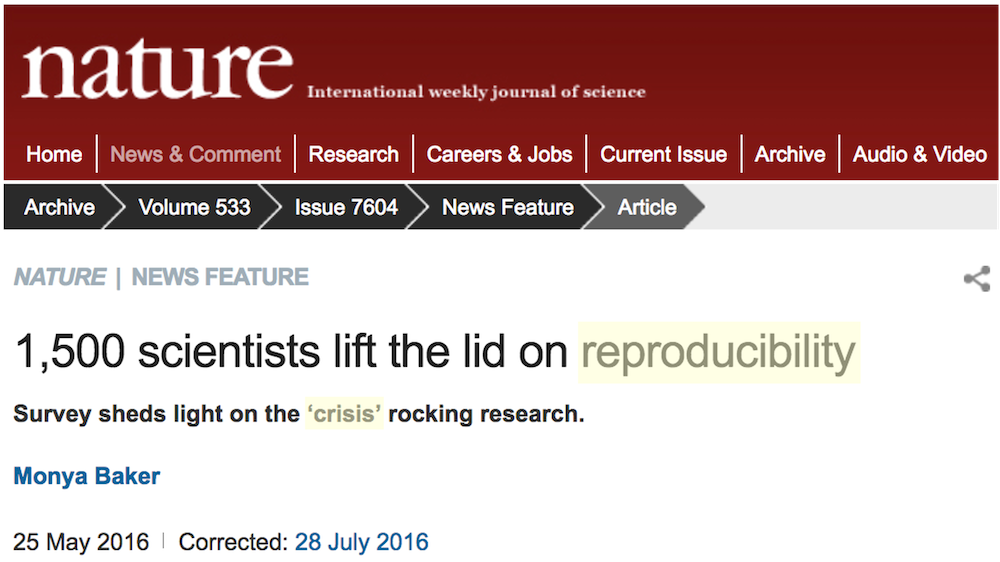 nature International weekly journal of science
Home News & Comment Research Careers & Jobs Current Issue Archive Audio & Video
Archive Volume 533 Issue 7604 News Feature Article
NATURE | NEWS FEATURE
1,500 scientists lift the lid on reproducibility
Survey sheds light on the ‘crisis’ rocking research.
Monya Baker
25 May 2016 | Corrected: 28 July 2016